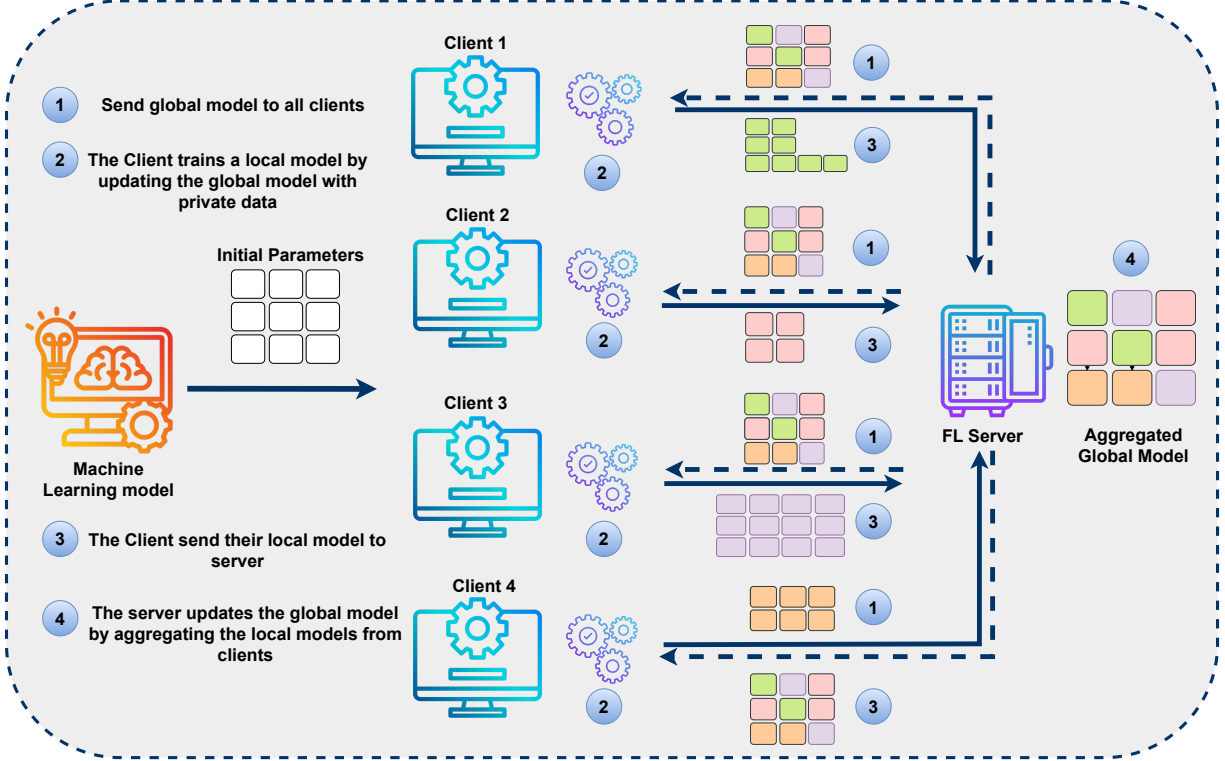 1
Send global model to all clients
2
The Client trains a local model by
updating the global model with
private data
Initial Parameters
Machine
Learning model
3
The Client send their local model to
server
4
The server updates the global model
by aggregating the local models from
clients
Client 1
2
1
3
Client 2
2
1
3
Client 3
2
1
3
Client 4
2
1
3
FL Server
4
Aggregated
Global Model